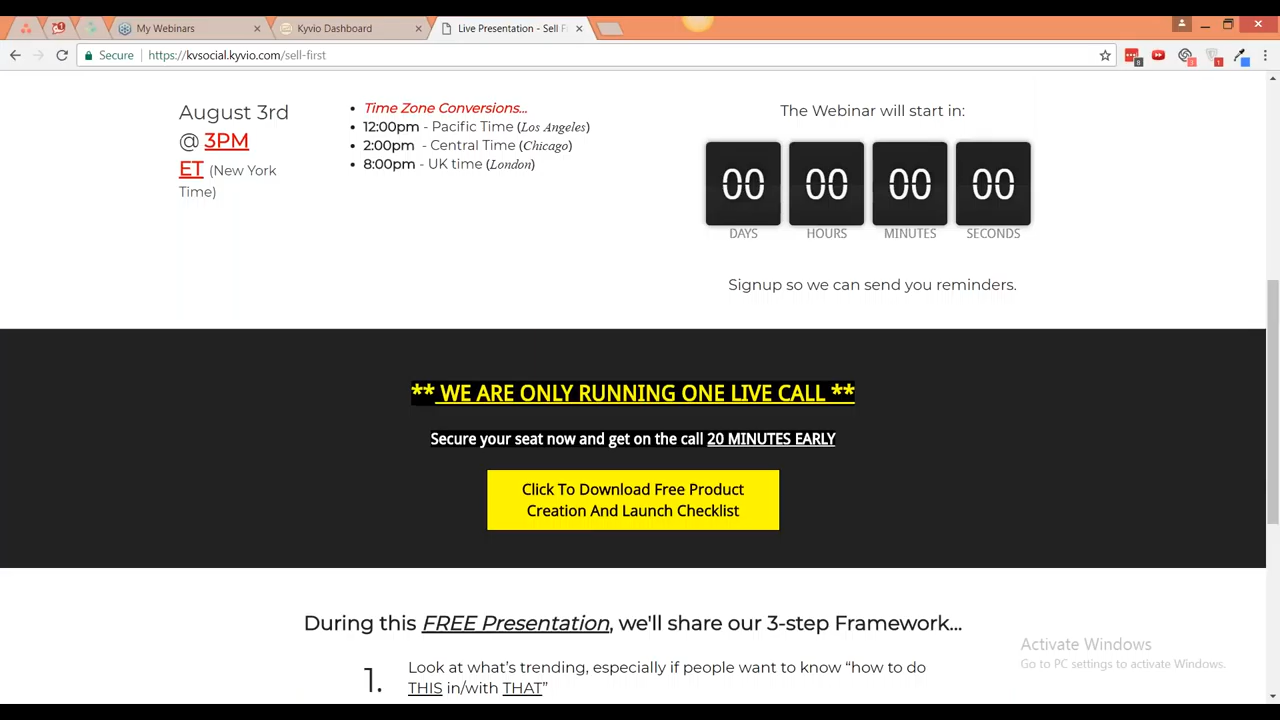 My Webinars
Kyvio Dashboard
Live Presentation - Sell F
Secure
https://kvsocial.kyvio.com/sell-first
August 3rd
@ 3PM
ET (New York
Time)
Time Zone Conversions...
12:00pm - Pacific Time (Los Angeles)
2:00pm - Central Time (Chicago)
8:00pm - UK time (London)
The Webinar will start in:
00 00 00 00
DAYS HOURS MINUTES SECONDS
Signup so we can send you reminders.
** WE ARE ONLY RUNNING ONE LIVE CALL **
Secure your seat now and get on the call 20 MINUTES EARLY
Click To Download Free Product
Creation And Launch Checklist
During this FREE Presentation, we'll share our 3-step Framework...
1. Look at what's trending, especially if people want to know “how to do
THIS in/with THAT”
Activate Windows
Go to PC settings to activate Windows.